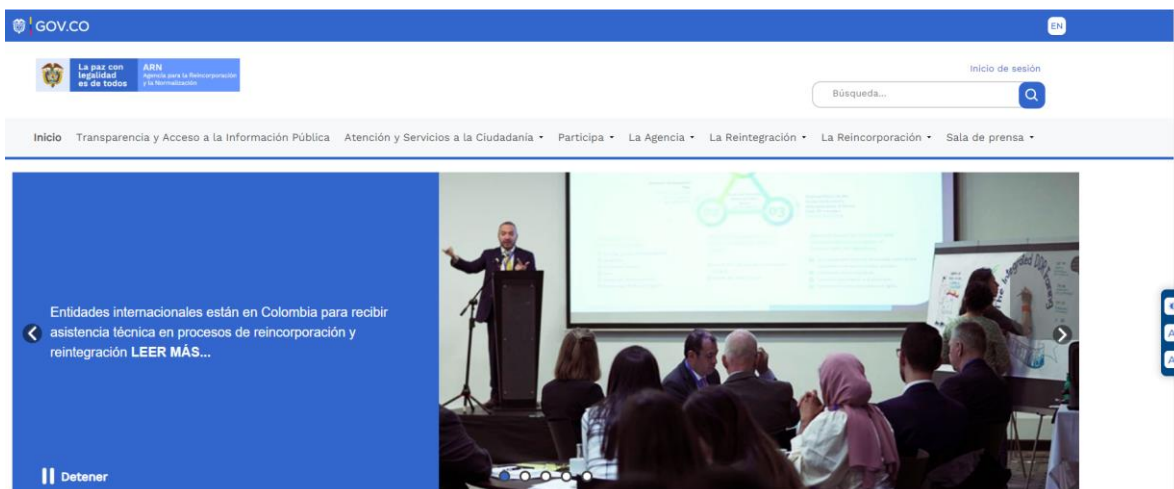 GOV.CO
EN
La paz con
legalidad
es de todos
ARN
Agencia para la Reincorporación
y la Normalización
Inicio de sesión
Búsqueda...
Inicio Transparencia y Acceso a la Información Pública Atención y Servicios a la Ciudadanía Participa La Agencia La Reintegración La Reincorporación Sala de prensa
Entidades internacionales están en Colombia para recibir
asistencia técnica en procesos de reincorporación y
reintegración LEER MÁS...
Detener